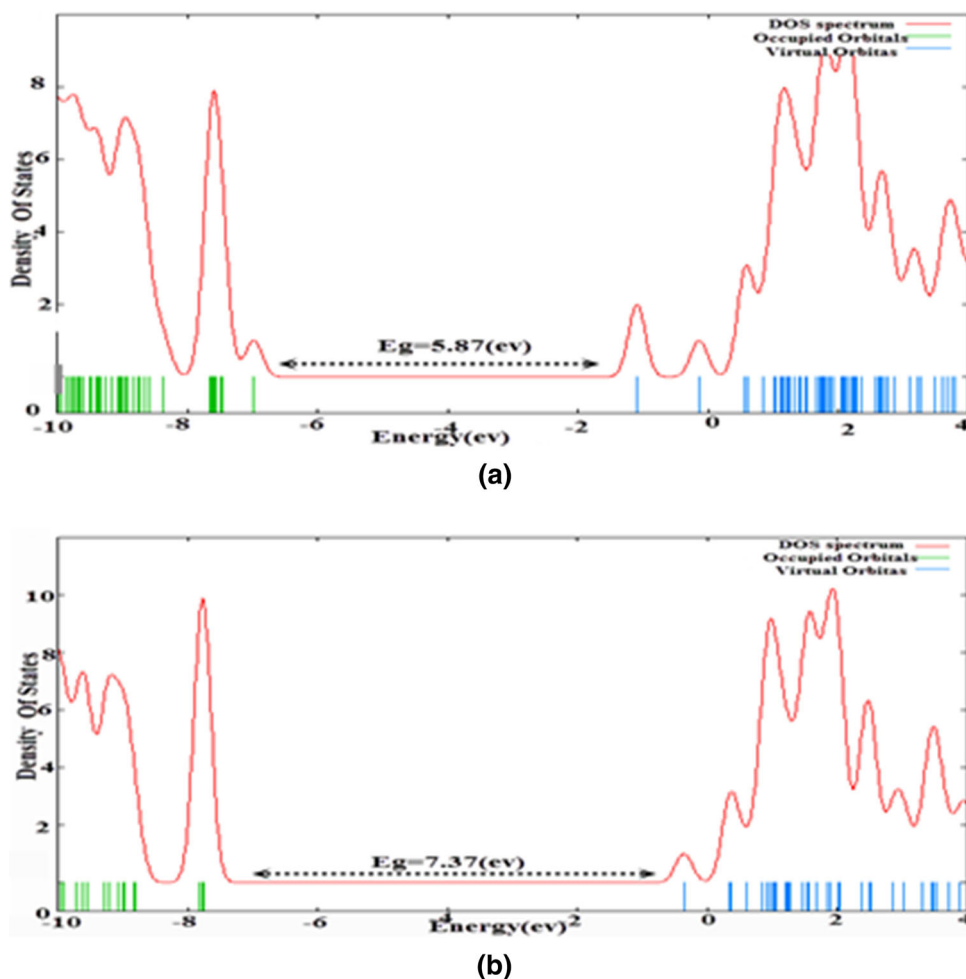 DOS spectrum
Occupied Orbitals
Virtual Orbitas
8
6
4
2
0
Density Of States
Eg=5.87(ev)
-10 -8 -6 -4 -2 0 2 4
Energy(ev)
(a)
DOS spectrum
Occupied Orbitals
Virtual Orbitas
10
8
6
4
2
0
Density Of States
Eg=7.37(ev)
-10 -8 -6 -4 -2 0 2 4
Energy(ev)
(b)